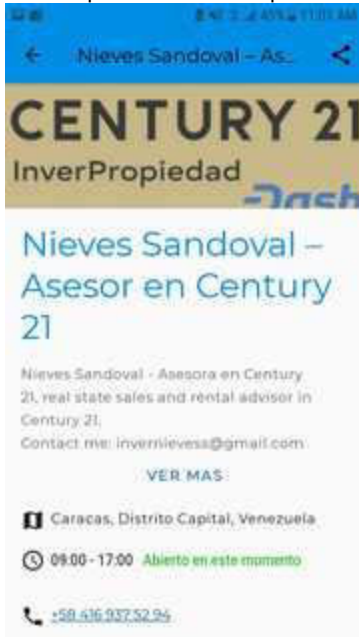 Nieves Sandoval – As...
CENTURY 21
InverPropiedad
Dash
Nieves Sandoval –
Asesor en Century
21
Nieves Sandoval - Asesora en Century
21, real state sales and rental advisor in
Century 21,
Contact me: invernievess@gmail.com
VER MAS
Caracas, Distrito Capital, Venezuela
09:00 - 17:00 Abierto en este momento
+58 416 937 52 94